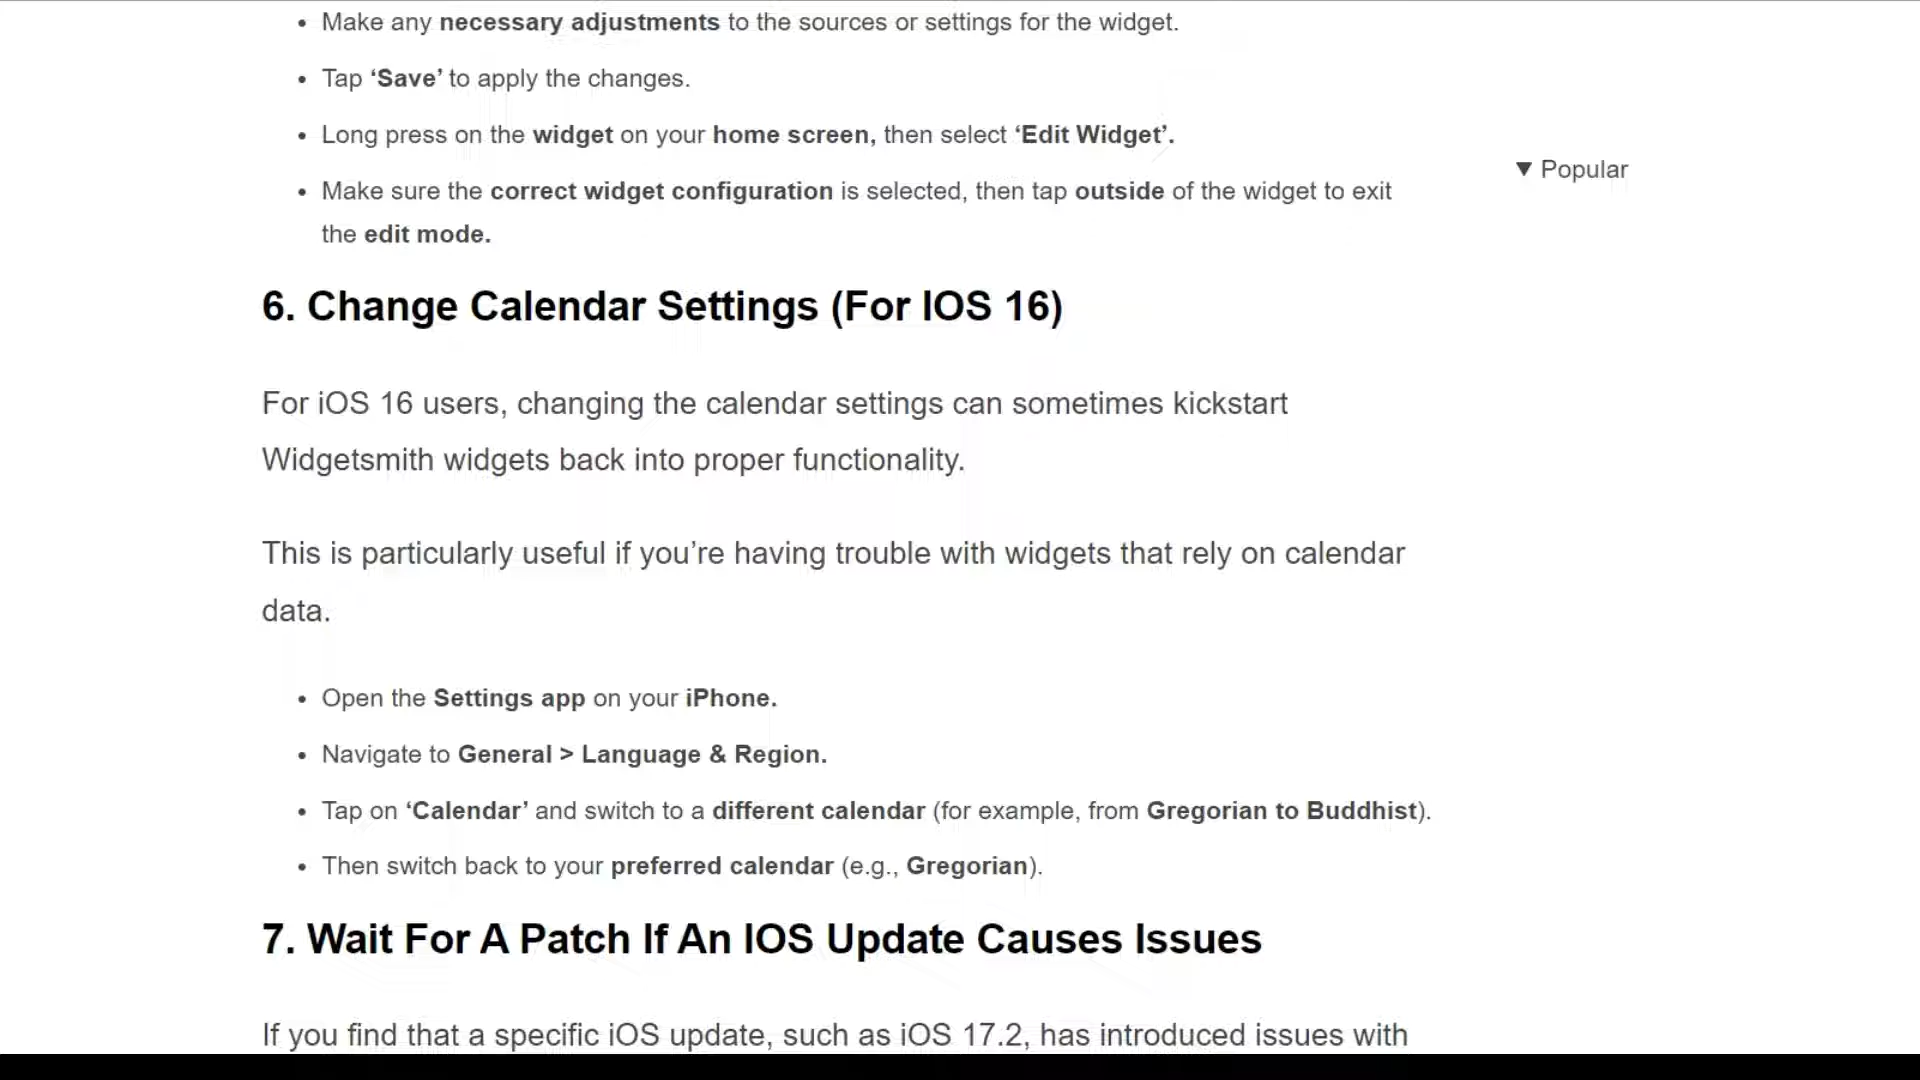 Make any necessary adjustments to the sources or settings for the widget.
Tap ‘Save’ to apply the changes.
Long press on the widget on your home screen, then select ‘Edit Widget’.
Make sure the correct widget configuration is selected, then tap outside of the widget to exit
the edit mode.
▼ Popular
6. Change Calendar Settings (For IOS 16)
For iOS 16 users, changing the calendar settings can sometimes kickstart
Widgetsmith widgets back into proper functionality.
This is particularly useful if you’re having trouble with widgets that rely on calendar
data.
Open the Settings app on your iPhone.
Navigate to General > Language & Region.
Tap on ‘Calendar’ and switch to a different calendar (for example, from Gregorian to Buddhist).
Then switch back to your preferred calendar (e.g., Gregorian).
7. Wait For A Patch If An IOS Update Causes Issues
If you find that a specific iOS update, such as iOS 17.2, has introduced issues with